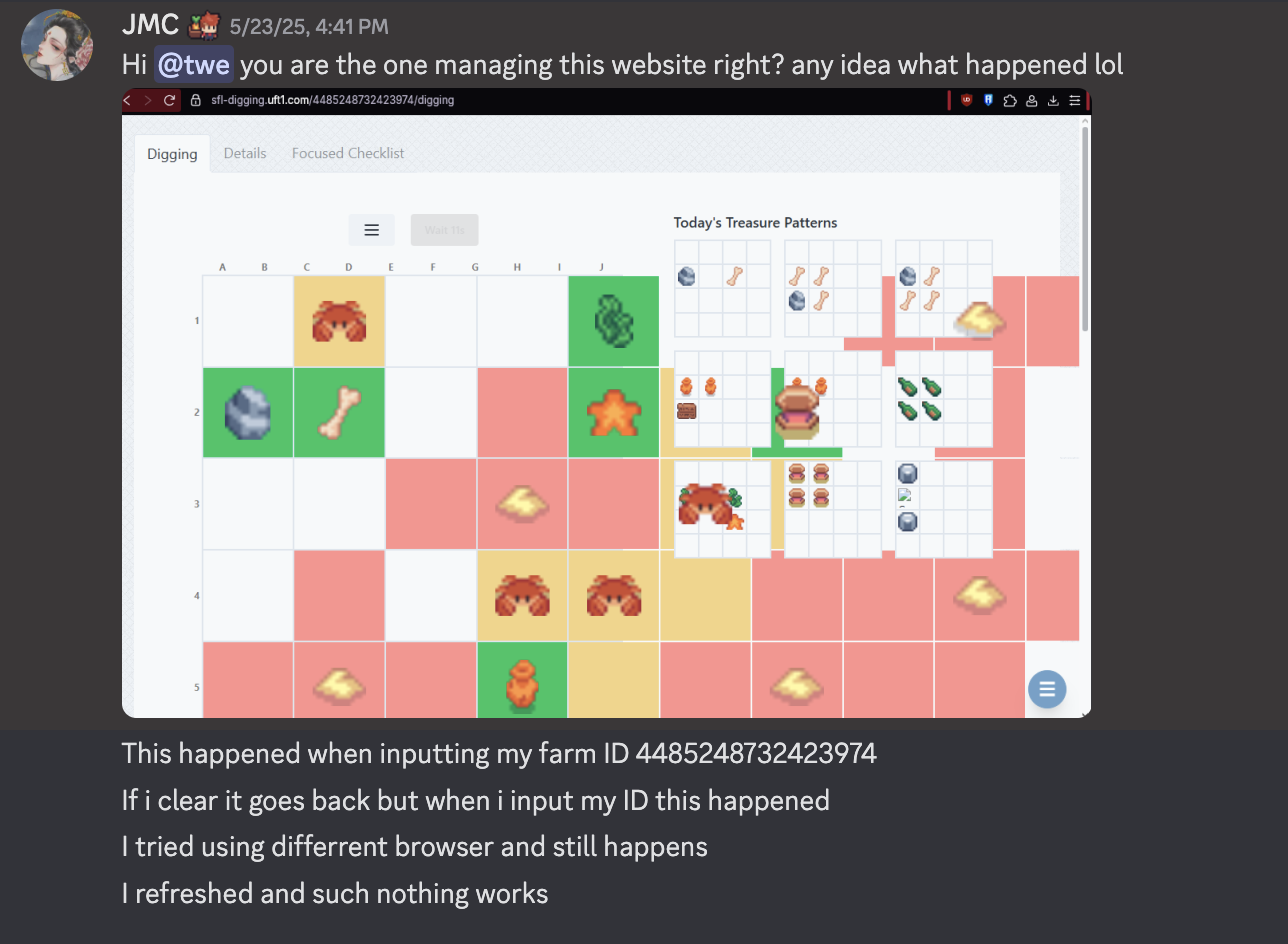 JMC 5/23/25, 4:41 PM
Hi @twe you are the one managing this website right? any idea what happened lol
sfl-digging.uft1.com/4485248732423974/digging
Digging Details Focused Checklist
Wait 11s
Today's Treasure Patterns
A B C D E F G H I J
1
2
3
4
5
This happened when inputting my farm ID 4485248732423974
If i clear it goes back but when i input my ID this happened
I tried using differrent browser and still happens
I refreshed and such nothing works